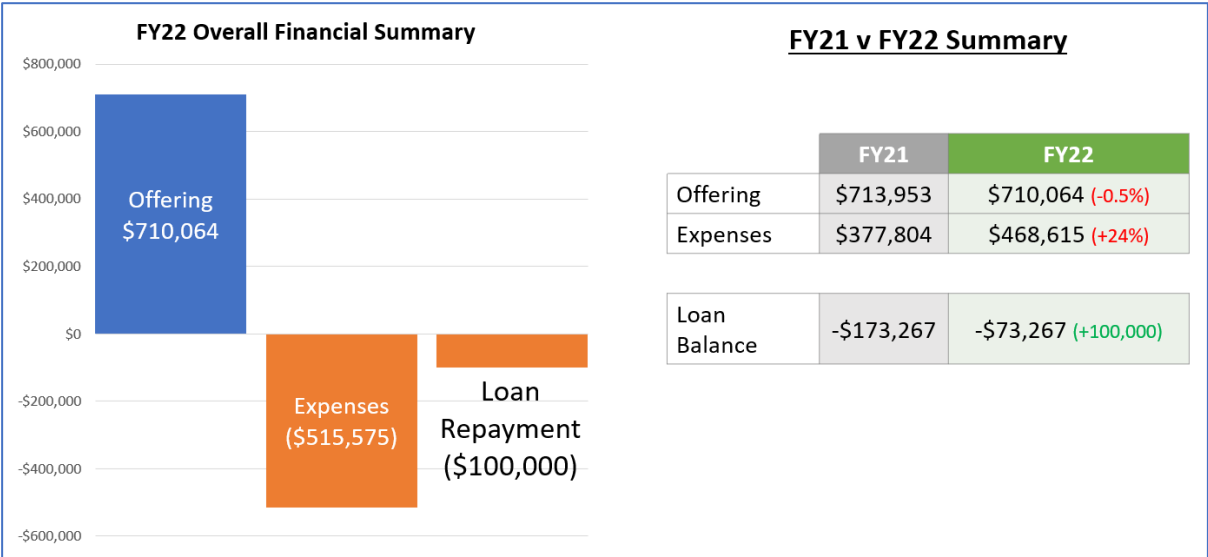 FY22 Overall Financial Summary
$800,000
$600,000
$400,000
$200,000
$0
-$200,000
-$400,000
-$600,000
Offering
$710,064
Expenses
($515,575)
Loan
Repayment
($100,000)
FY21 v FY22 Summary
FY21 FY22
Offering $713,953 $710,064 (-0.5%)
Expenses $377,804 $468,615 (+24%)
Loan
Balance -$173,267 -$73,267 (+100,000)